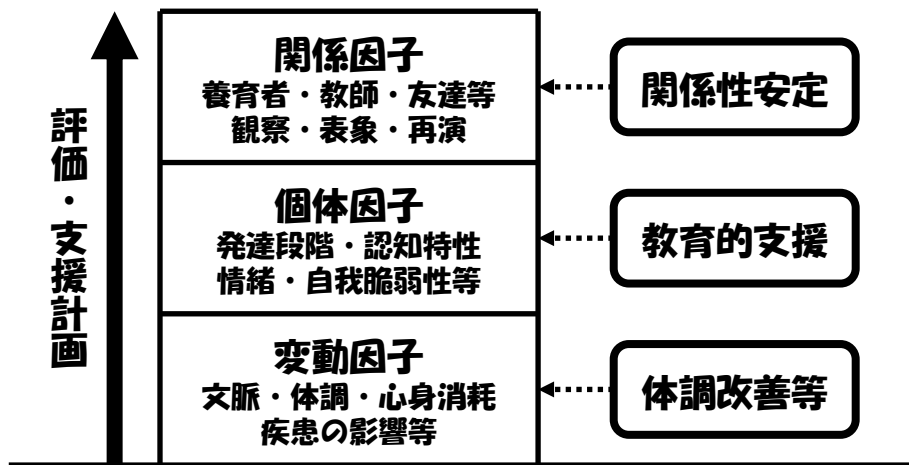 評価・支援計画
関係因子
養育者・教師・友達等
観察・表象・再演
関係性安定
個体因子
発達段階・認知特性
情緒・自我脆弱性等
教育的支援
変動因子
文脈・体調・心身消耗
疾患の影響等
体調改善等